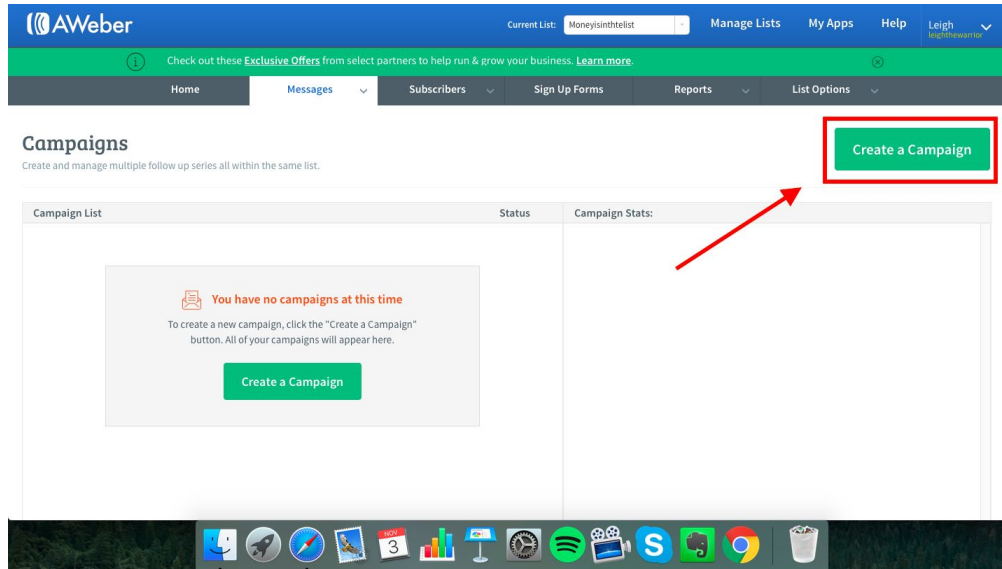 AWeber
Current List: Moneyisinthtelist
Manage Lists
My Apps
Help
Leigh
leighthewarrior
Check out these Exclusive Offers from select partners to help run & grow your business. Learn more.
Home
Messages
Subscribers
Sign Up Forms
Reports
List Options
Campaigns
Create and manage multiple follow up series all within the same list.
Create a Campaign
Campaign List
Status
Campaign Stats:
You have no campaigns at this time
To create a new campaign, click the "Create a Campaign"
button. All of your campaigns will appear here.
Create a Campaign
NOV
3